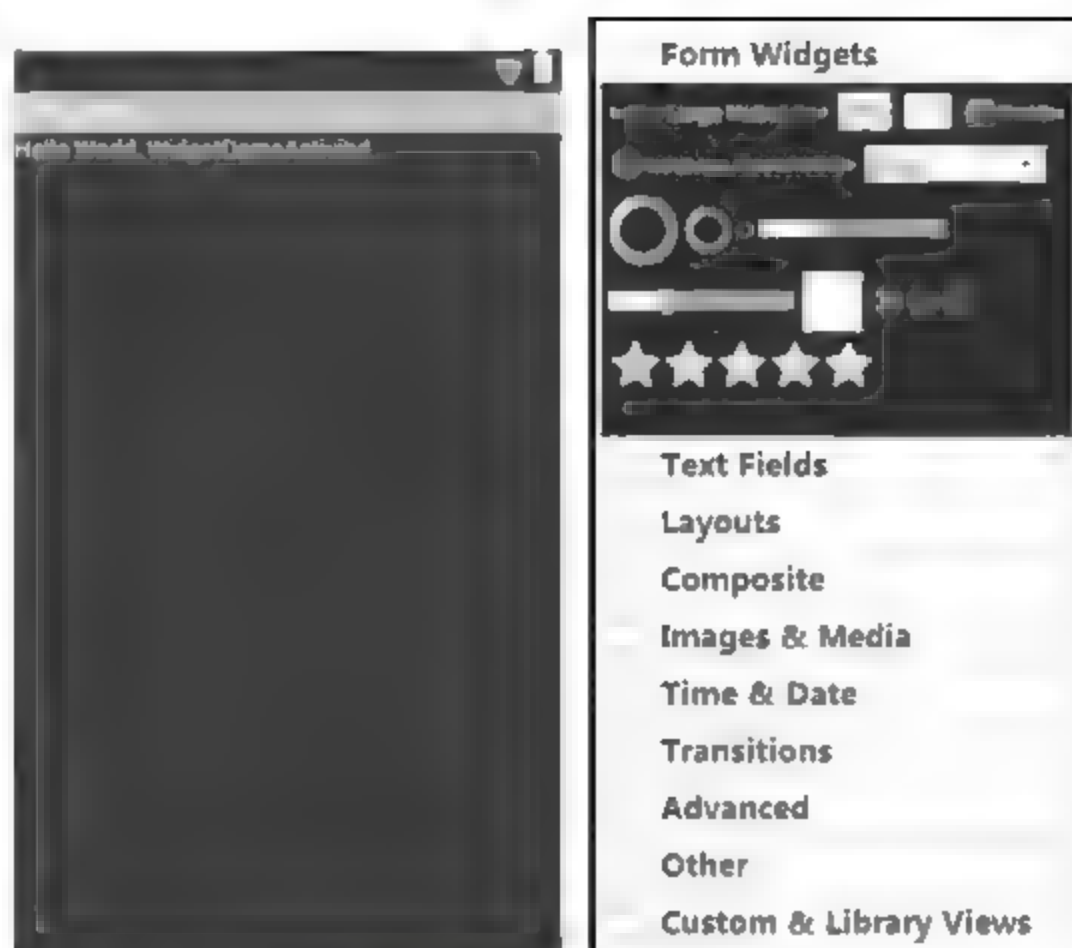 Form Widgets
Text Fields
Layouts
Composite
Images & Media
Time & Date
Transitions
Advanced
Other
Custom & Library Views